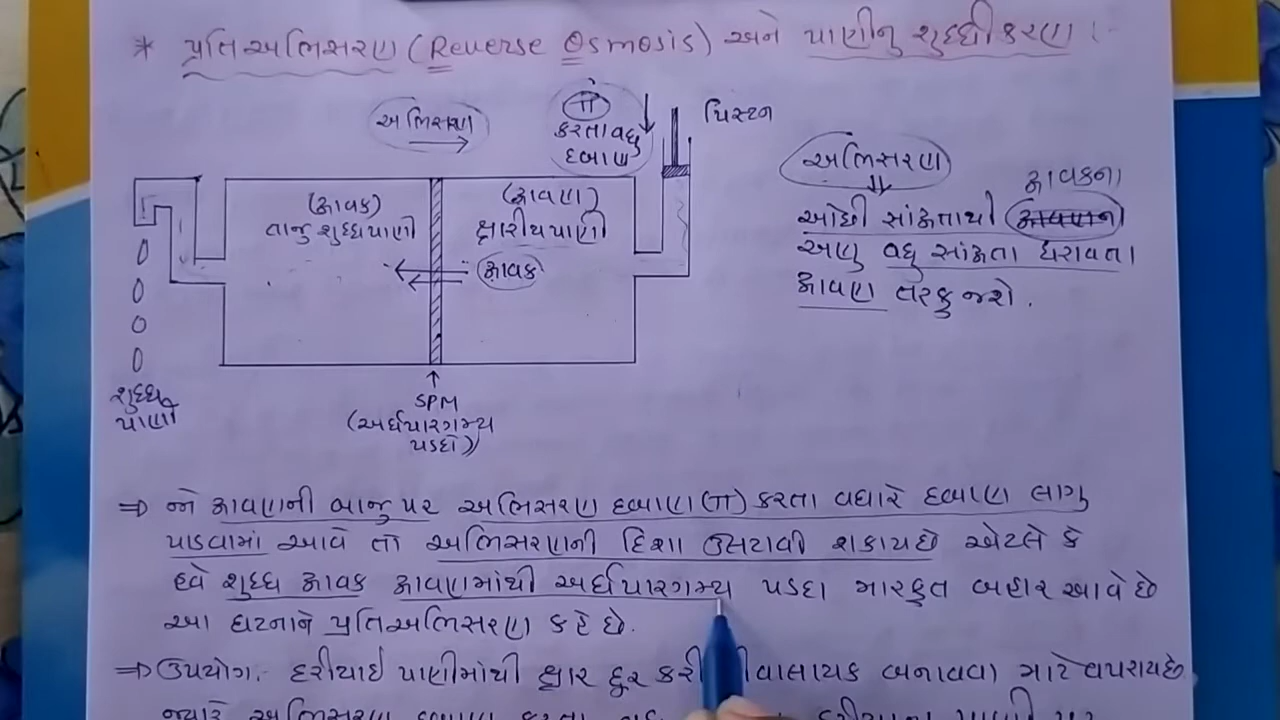 * પ્રતિઅભિસરણ (Reverse Osmosis) અને પાણીનુ શુદ્ધીકરણ :-
અભિસરણ
π
કરતા વધુ
દબાણ
પિસ્ટન
(દ્રાવક)
તાજુ શુદ્ધ પાણી
(દ્રાવણ)
ક્ષારીય પાણી
દ્રાવક
શુદ્ધ
પાણી
SPM
(અર્ધપારગમ્ય
પડદો)
અભિસરણ
દ્રાવકના
ઓછી સાંદ્રતાથી
અણુ વધુ સાંદ્રતા ધરાવતા
દ્રાવણ તરફ જશે.
⇒ જો દ્રાવણની બાજુ પર અભિસરણ દબાણ (π) કરતા વધારે દબાણ લાગુ
પાડવામાં આવે તો અભિસરણની દિશા ઉલટાવી શકાય છે એટલે કે
હવે શુદ્ધ દ્રાવક દ્રાવણમાંથી અર્ધપારગમ્ય પડદા મારફત બહાર આવે છે
આ ઘટનાને પ્રતિઅભિસરણ કહે છે.
⇒ ઉપયોગ:- દરીયાઈ પાણીમાંથી ક્ષાર દુર કરી વાલાયક બનાવવા માટે વપરાય છે